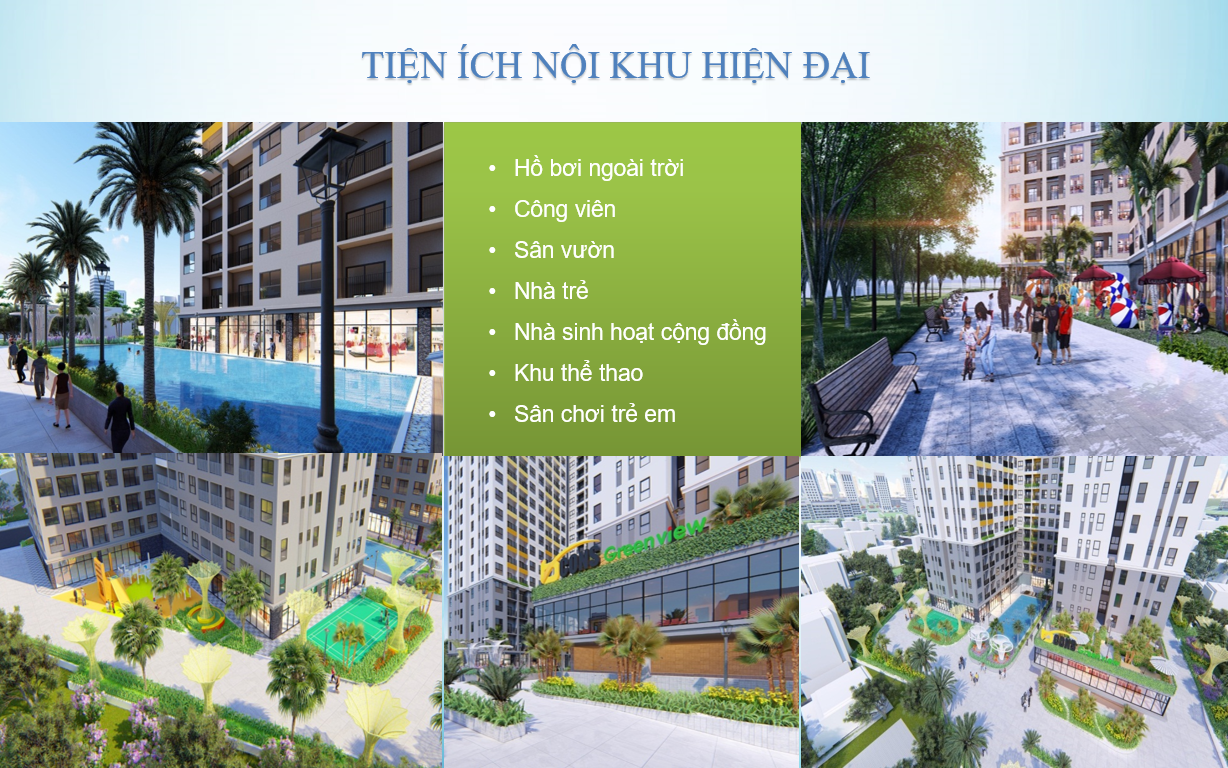 TIỆN ÍCH NỘI KHU HIỆN ĐẠI
• Hồ bơi ngoài trời
• Công viên
• Sân vườn
• Nhà trẻ
• Nhà sinh hoạt cộng đồng
• Khu thể thao
• Sân chơi trẻ em
Green view